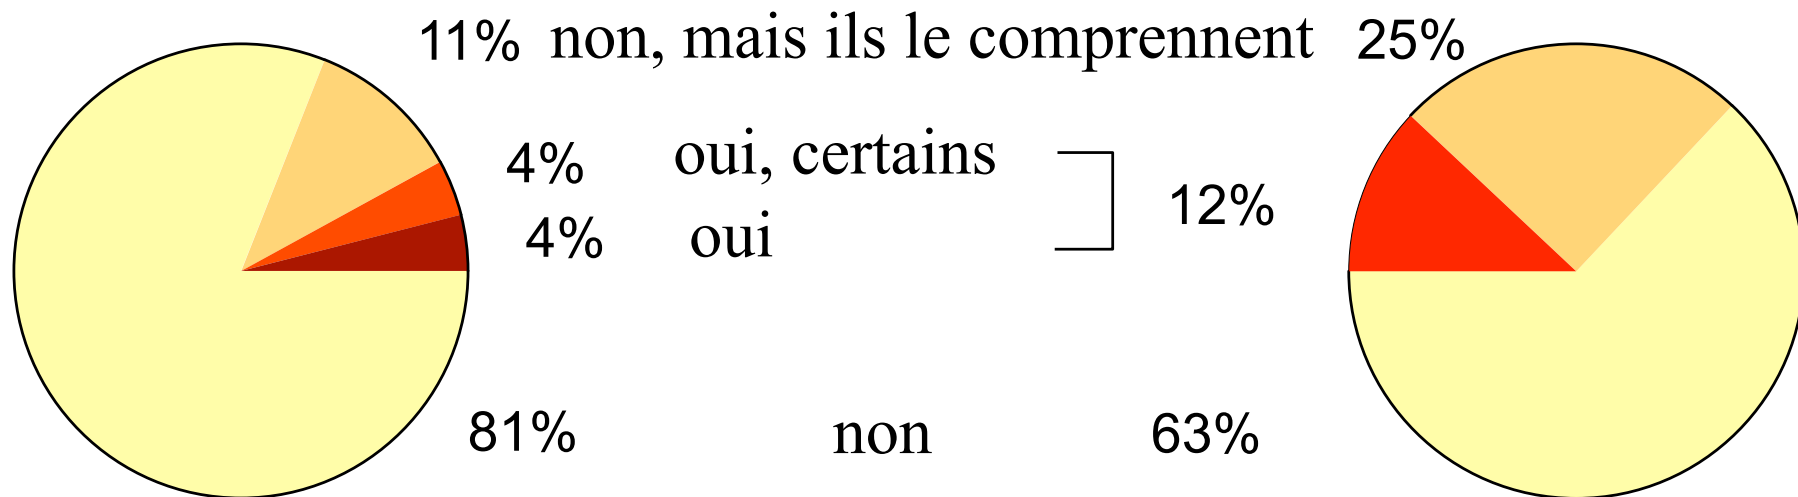 11% non, mais ils le comprennent 25%
4% oui, certains
12%
4% oui
81% non 63%